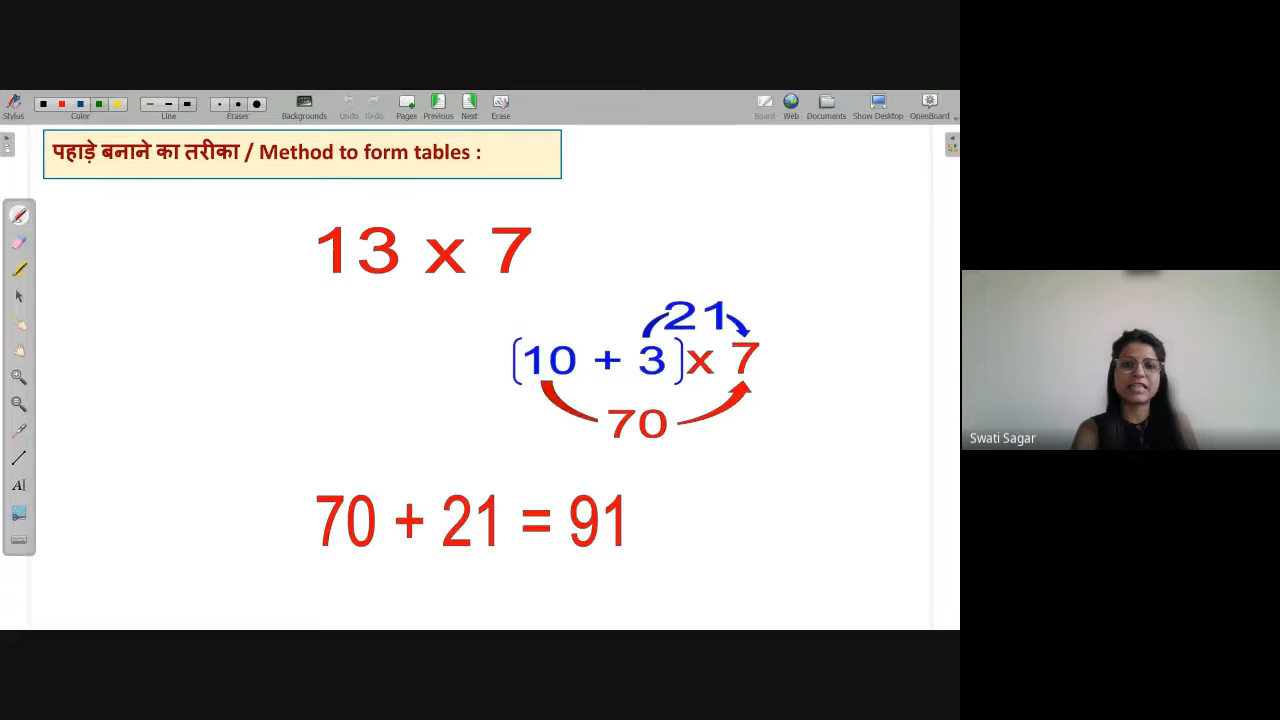 Stylus Color Line Eraser Backgrounds Undo Redo Pages Previous Next Erase Board Web Documents Show Desktop OpenBoard
पहाड़े बनाने का तरीका / Method to form tables :
13 x 7
21
(10 + 3) x 7
70
70 + 21 = 91
Swati Sagar